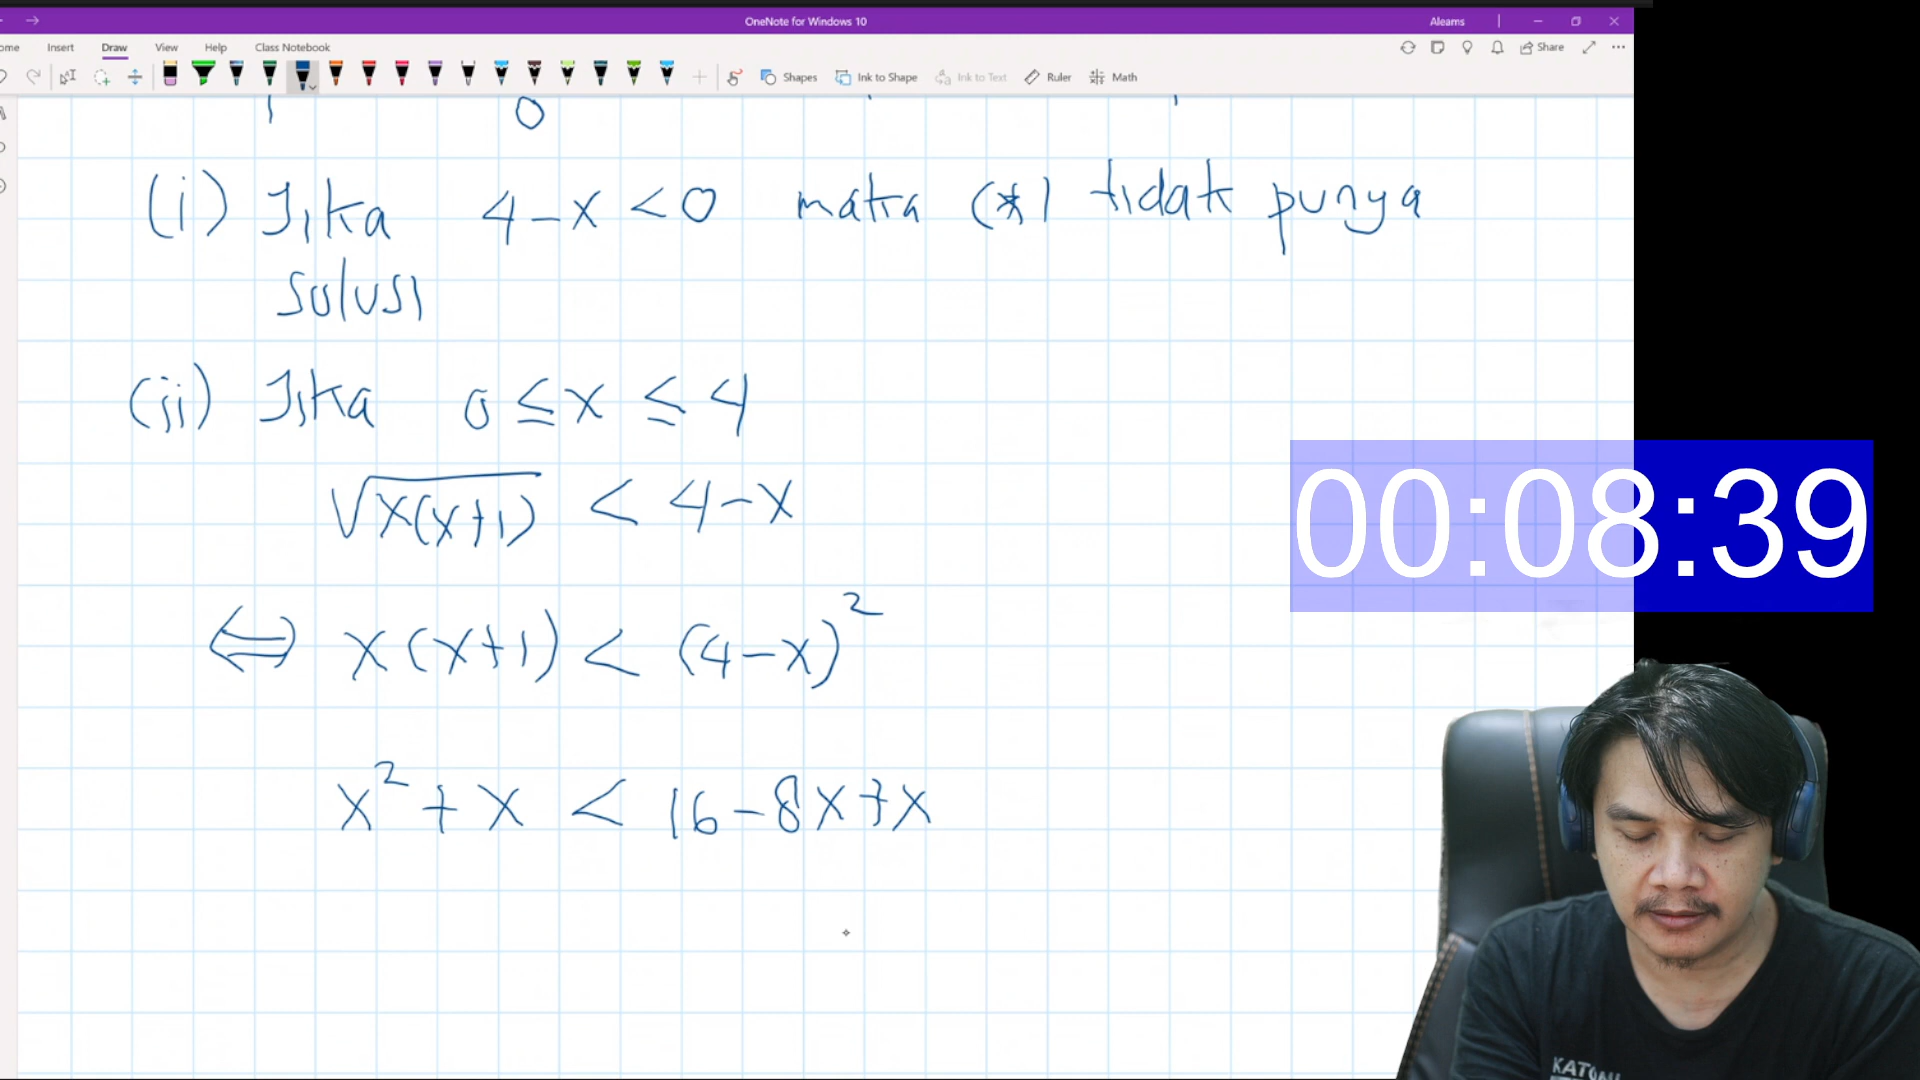 OneNote for Windows 10
Aleams
Insert Draw View Help Class Notebook
Share
Shapes Ink to Shape Ink to Text Ruler Math
0
(i) Jika 4-x<0 maka (*) tidak punya
solusi
(ii) Jika 0≤x≤4
√x(x+1) < 4-x
⇔ x(x+1) < (4-x)²
x²+x < 16-8x+x
00:08:39